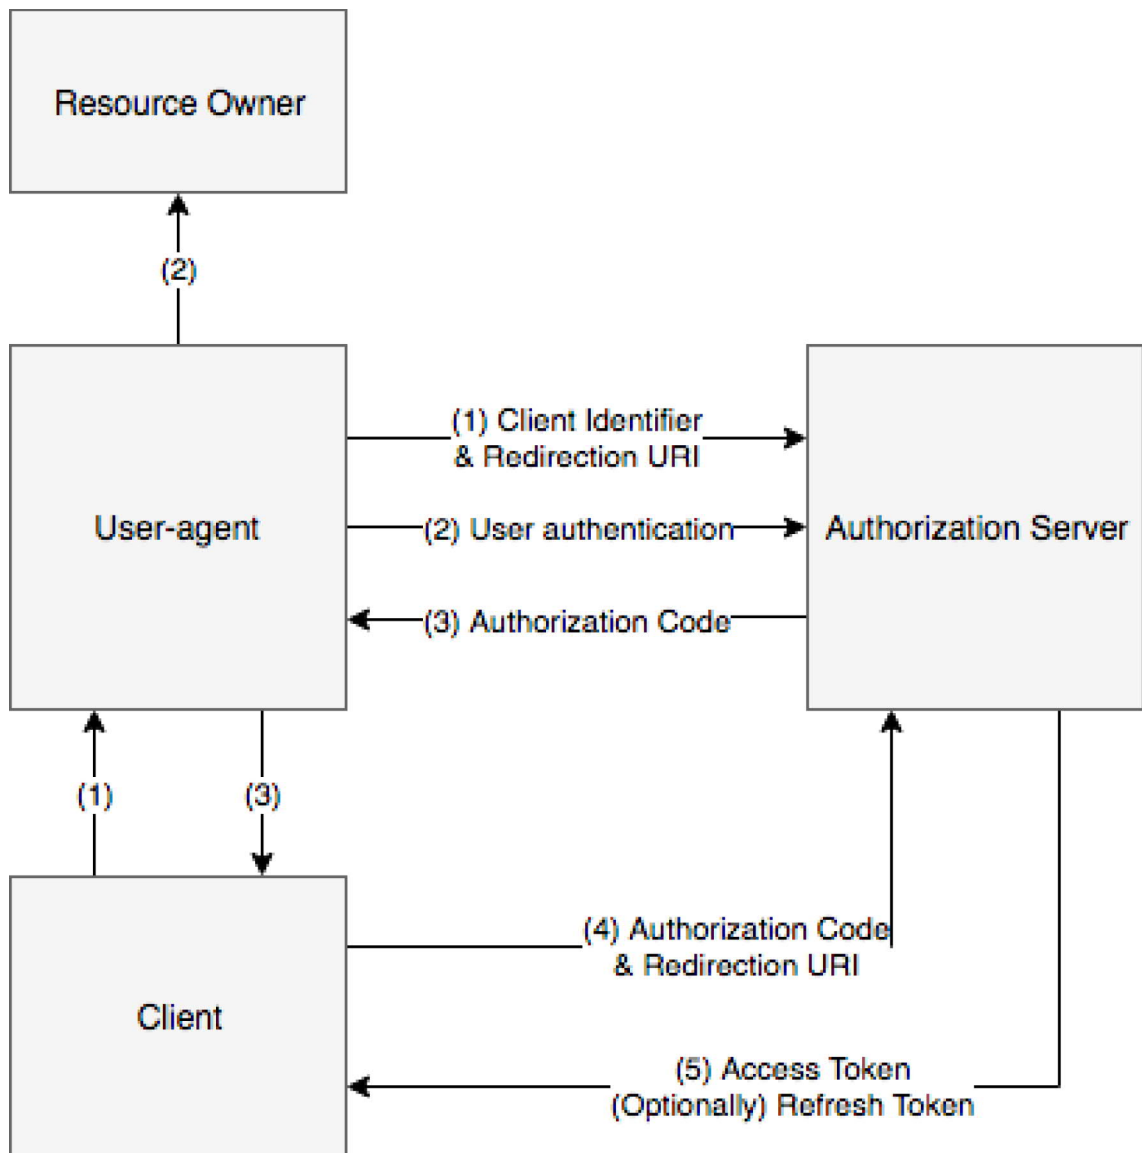 Resource Owner
(2)
(1) Client Identifier
& Redirection URI
User-agent
(2) User authentication
Authorization Server
(3) Authorization Code
(1)
(3)
(4) Authorization Code
& Redirection URI
Client
(5) Access Token
(Optionally) Refresh Token